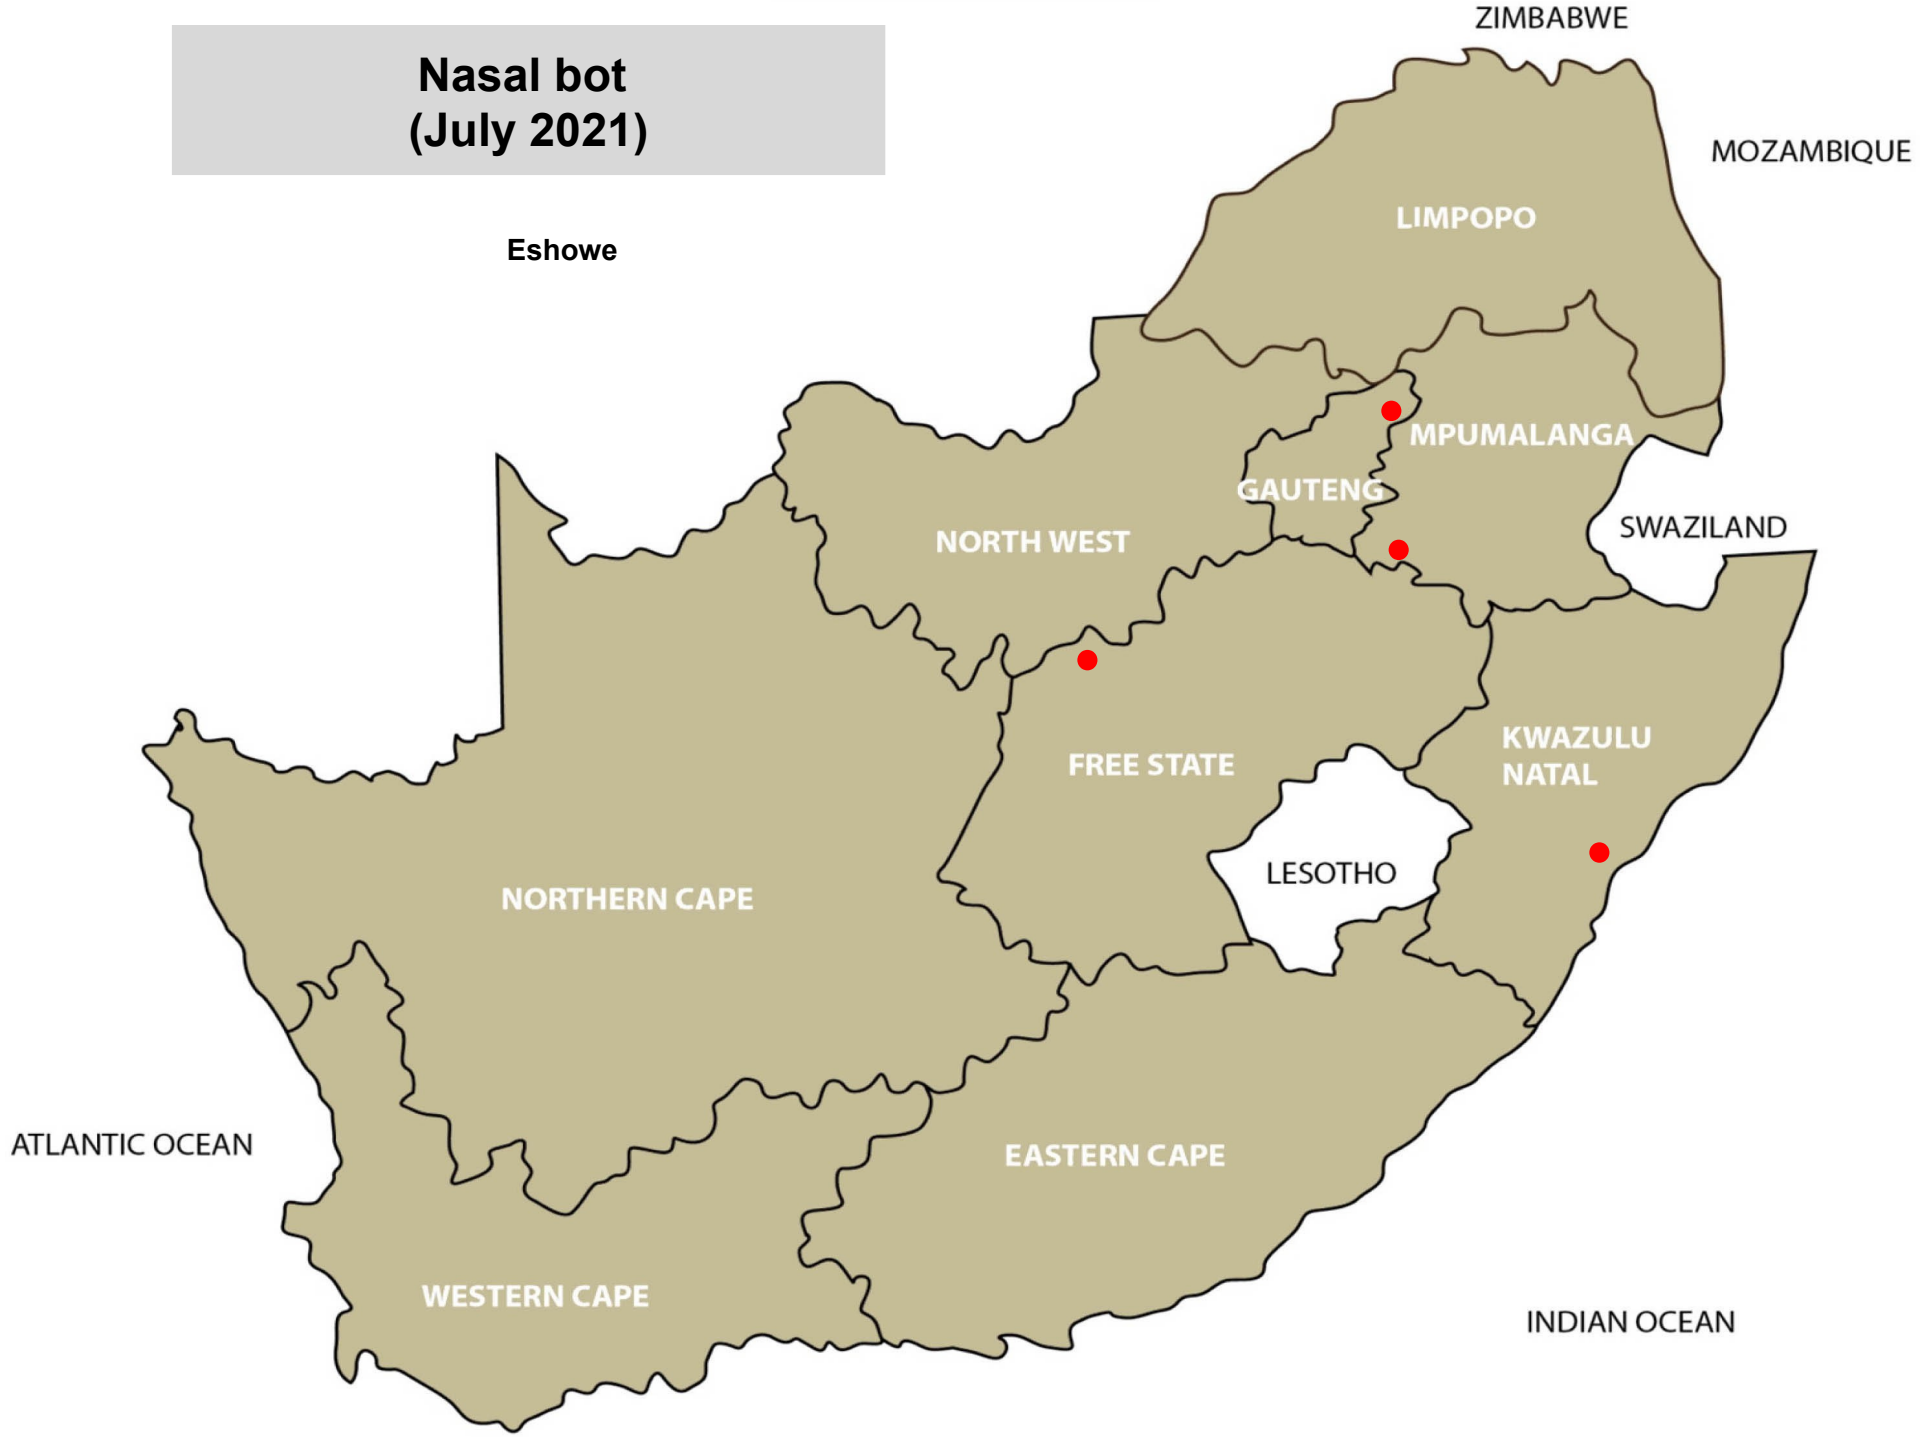 ZIMBABWE
Nasal bot
(July 2021)
MOZAMBIQUE
LIMPOPO
Eshowe
MPUMALANGA
GAUTENG
SWAZILAND
NORTH WEST
KWAZULU
NATAL
FREE STATE
LESOTHO
NORTHERN CAPE
ATLANTIC OCEAN
EASTERN CAPE
WESTERN CAPE
INDIAN OCEAN